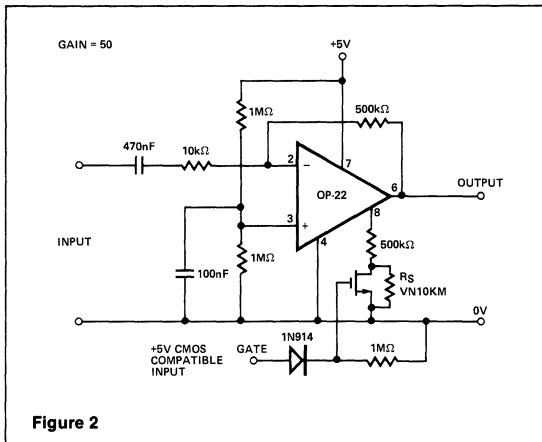 GAIN = 50
+5V
1MΩ
500kΩ
470nF
10kΩ
2
−
7
OP-22
6
OUTPUT
8
3
+
4
INPUT
100nF
1MΩ
500kΩ
RS
VN10KM
1N914
0V
+5V CMOS
COMPATIBLE
INPUT
GATE
1MΩ
Figure 2